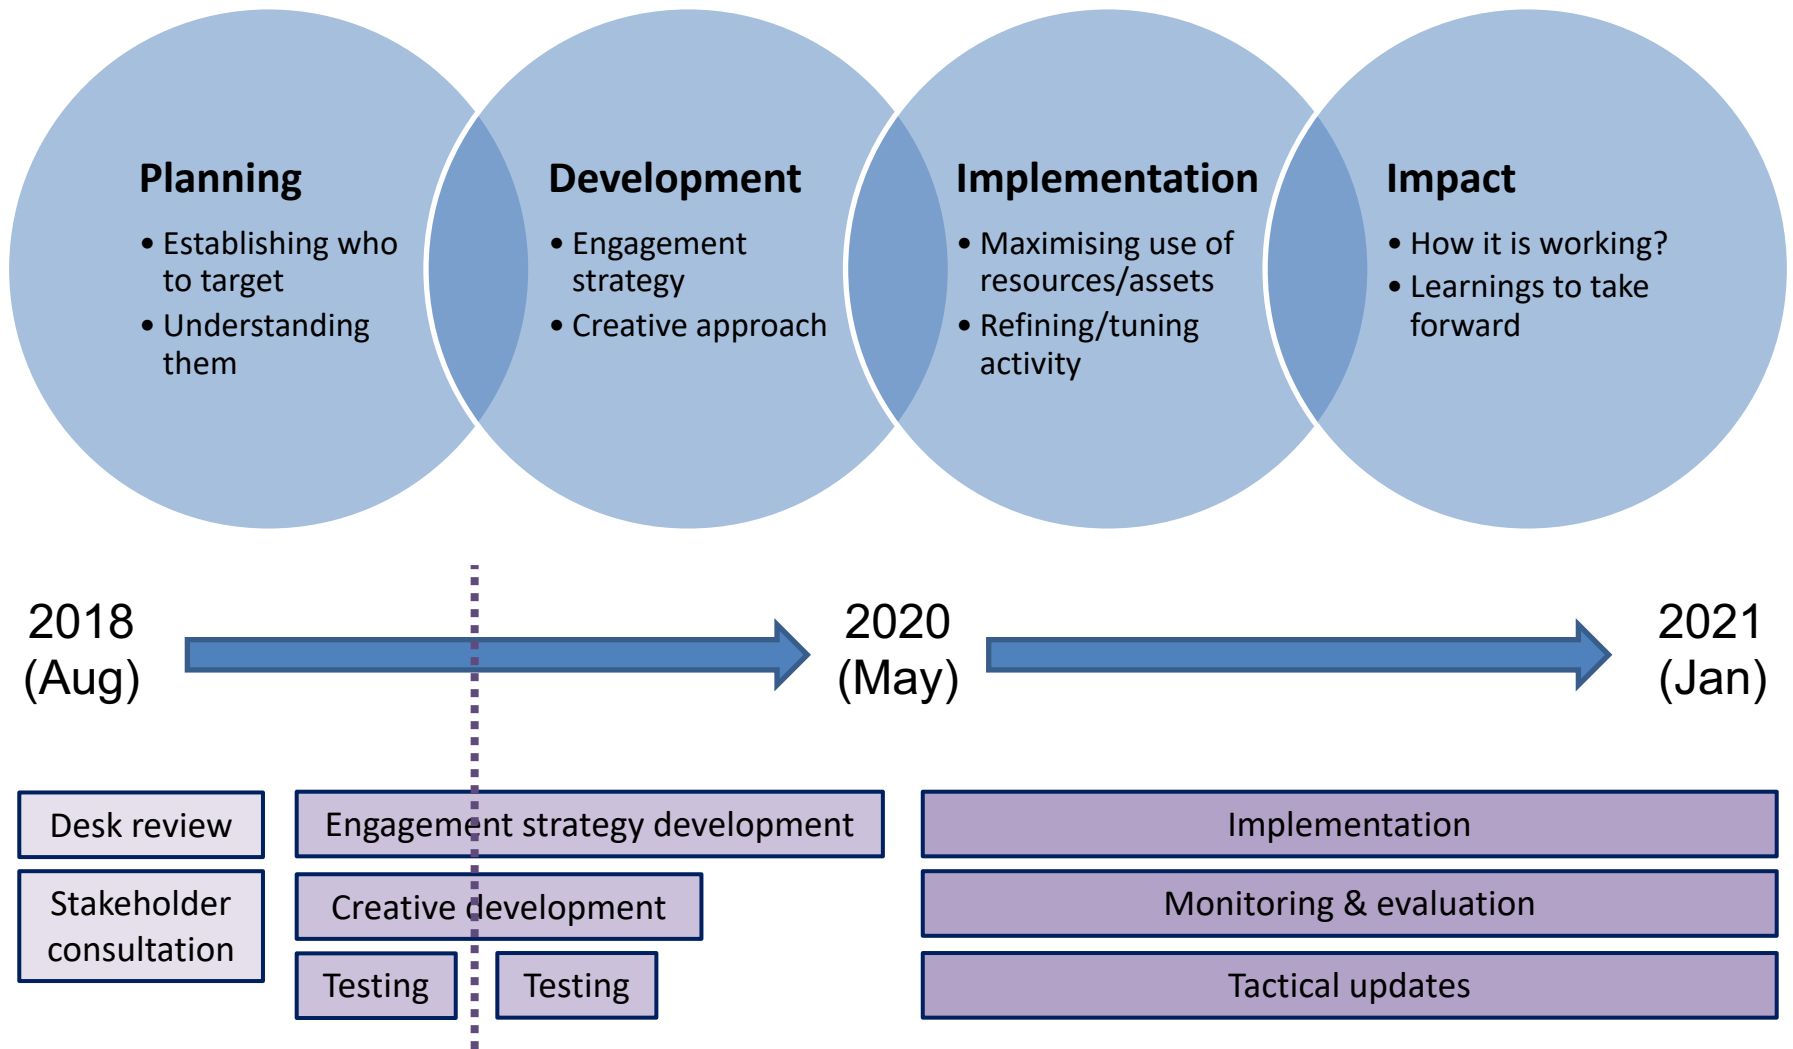 Planning
• Establishing who
to target
• Understanding
them
Development
• Engagement
strategy
• Creative approach
Implementation
• Maximising use of
resources/assets
• Refining/tuning
activity
Impact
• How it is working?
• Learnings to take
forward
2018
(Aug)
2020
(May)
2021
(Jan)
Desk review
Stakeholder
consultation
Engagement strategy development
Creative development
Testing
Testing
Implementation
Monitoring & evaluation
Tactical updates